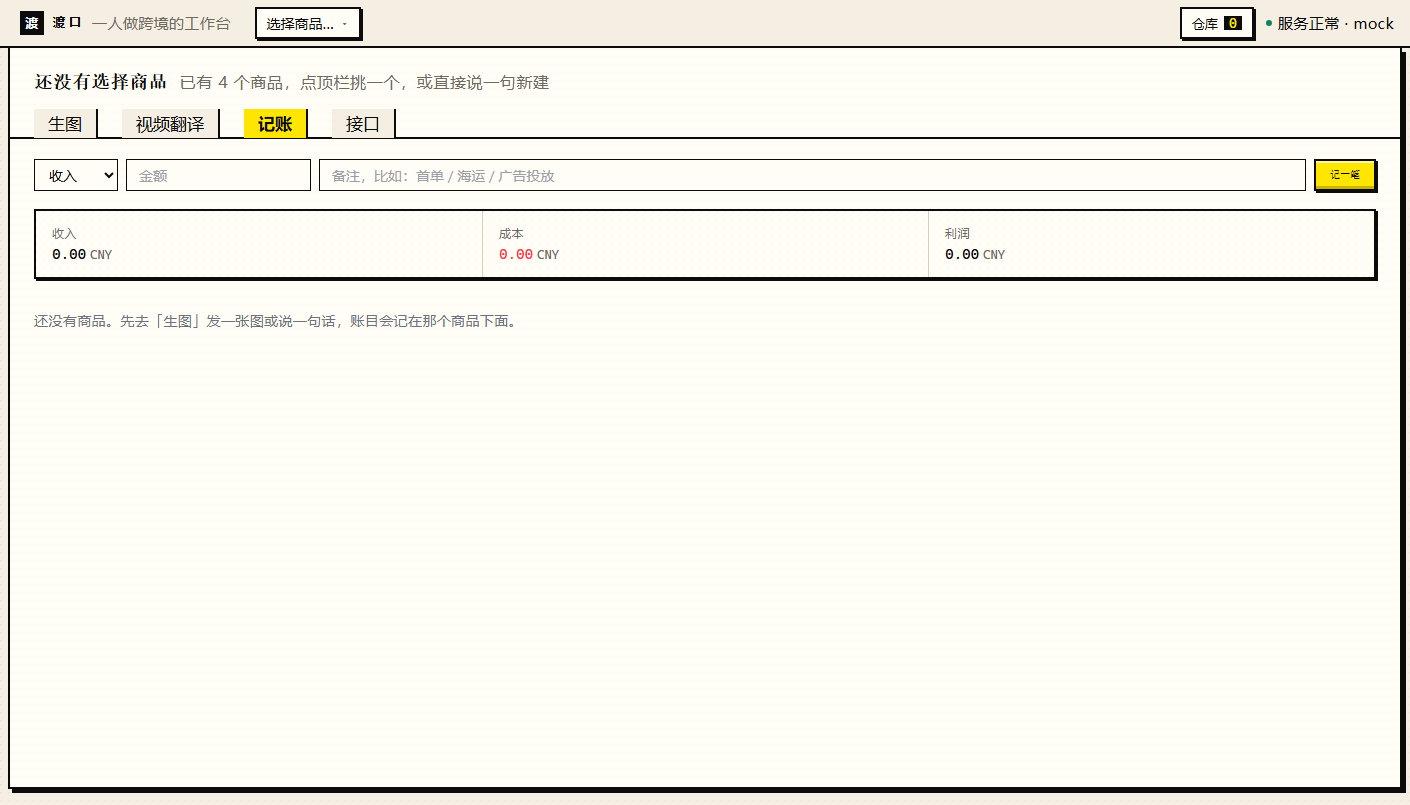 渡 渡口 一人做跨境的工作台 选择商品... 仓库 0 服务正常 · mock
还没有选择商品 已有 4 个商品，点顶栏挑一个，或直接说一句新建
生图 视频翻译 记账 接口
收入 金额 备注，比如：首单 / 海运 / 广告投放 记一笔
收入 成本 利润
0.00 CNY 0.00 CNY 0.00 CNY
还没有商品。先去「生图」发一张图或说一句话，账目会记在那个商品下面。